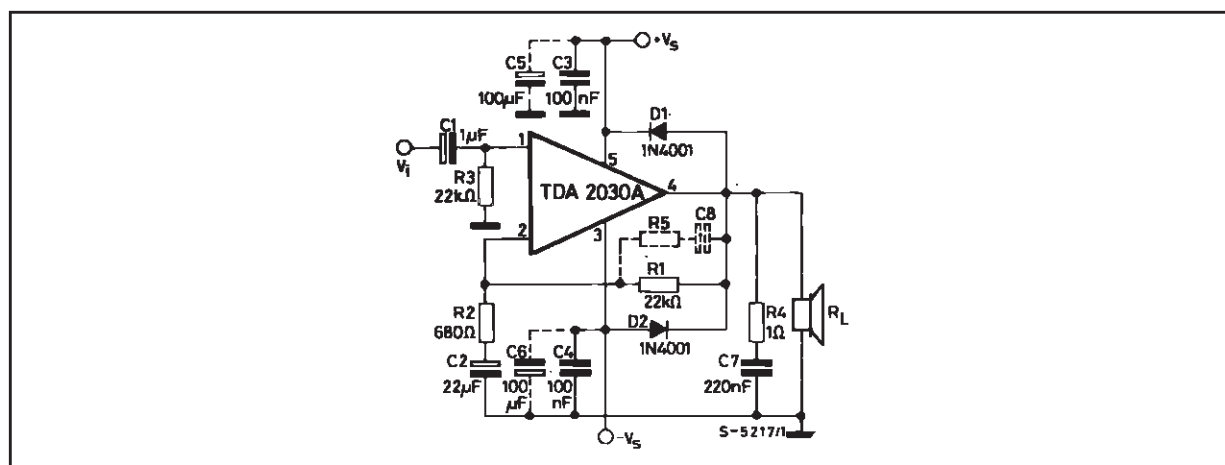 +Vs
C5
100µF
C3
100 nF
D1
1N4001
C1
1µF
Vi
R3
22kΩ
1
2
3
4
5
TDA 2030A
R5
C8
R1
22kΩ
R2
680Ω
C2
22µF
D2
1N4001
C6
100 µF
C4
100 nF
R4
1Ω
C7
220nF
RL
S-5217/1
-Vs